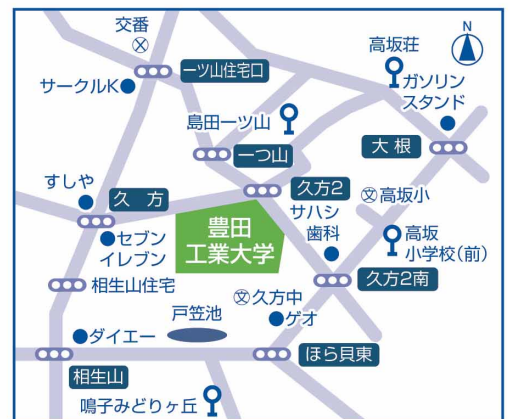 交番
N
高坂荘
一ツ山住宅口
サークルK
ガソリン
スタンド
島田一ツ山
大根
一つ山
すしや
久方
久方2
高坂小
サハシ
歯科
豊田
工業大学
高坂
小学校(前)
セブン
イレブン
久方2南
相生山住宅
戸笠池
久方中
ゲオ
ダイエー
ほら貝東
相生山
鳴子みどりヶ丘